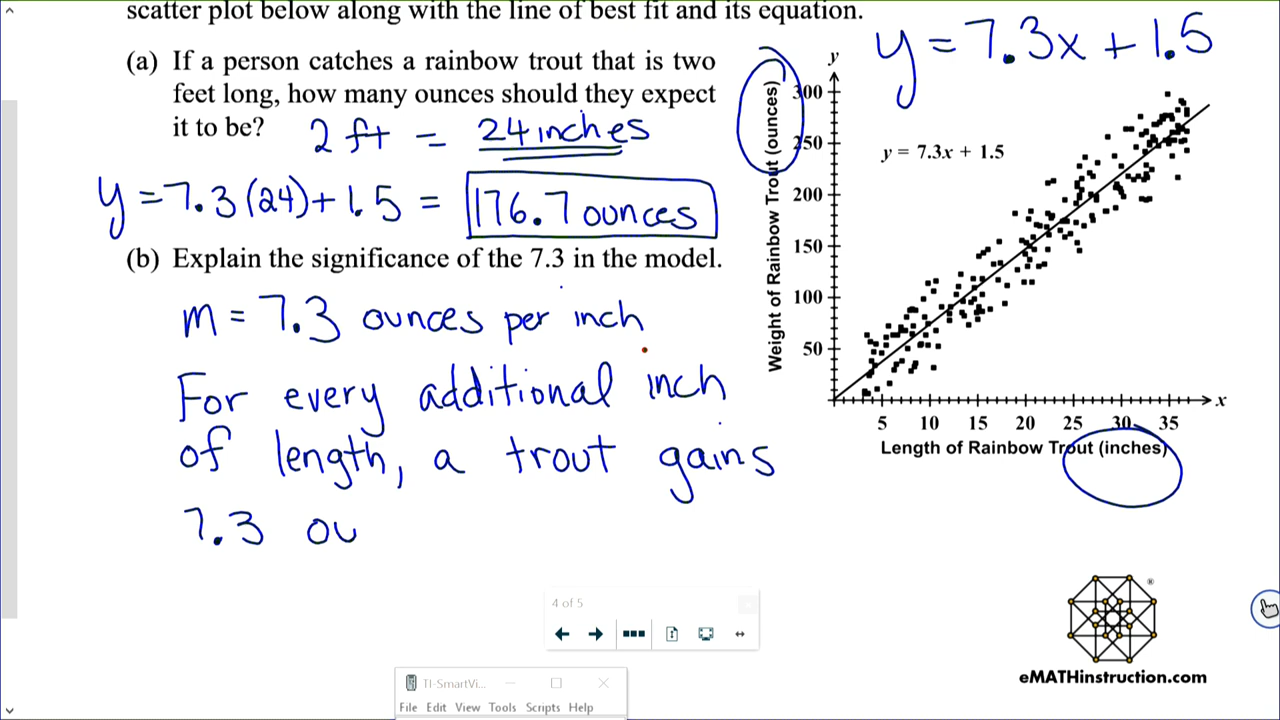 scatter plot below along with the line of best fit and its equation.
(a) If a person catches a rainbow trout that is two
feet long, how many ounces should they expect
it to be?
2 ft = 24 inches
y = 7.3(24) + 1.5 = 176.7 ounces
(b) Explain the significance of the 7.3 in the model.
m = 7.3 ounces per inch
For every additional inch
of length, a trout gains
7.3 ou
y = 7.3x + 1.5
y
Weight of Rainbow Trout (ounces)
300
250
200
150
100
50
y = 7.3x + 1.5
5 10 15 20 25 30 35
x
Length of Rainbow Trout (inches)
4 of 5
TI-SmartVi...
File Edit View Tools Scripts Help
®
eMATHinstruction.com